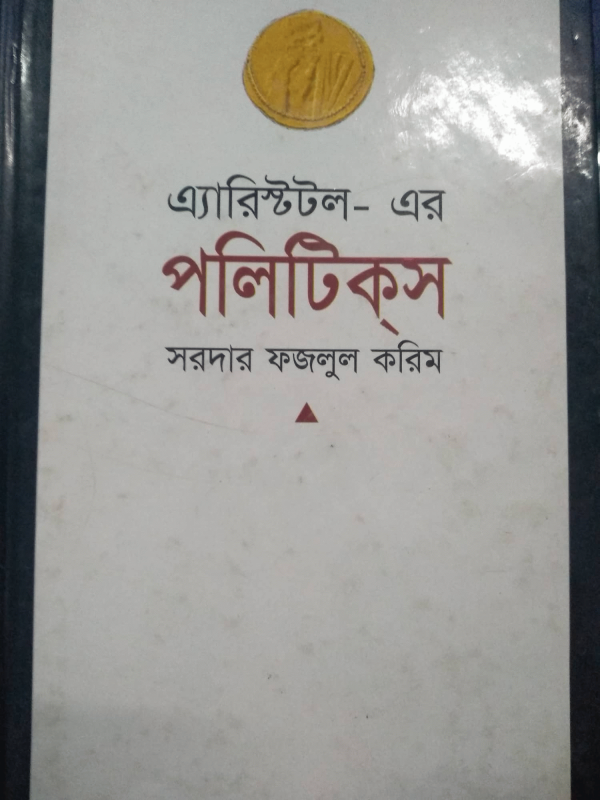 এ্যারিস্টটল- এর
পলিটিক্‌স
সরদার ফজলুল করিম